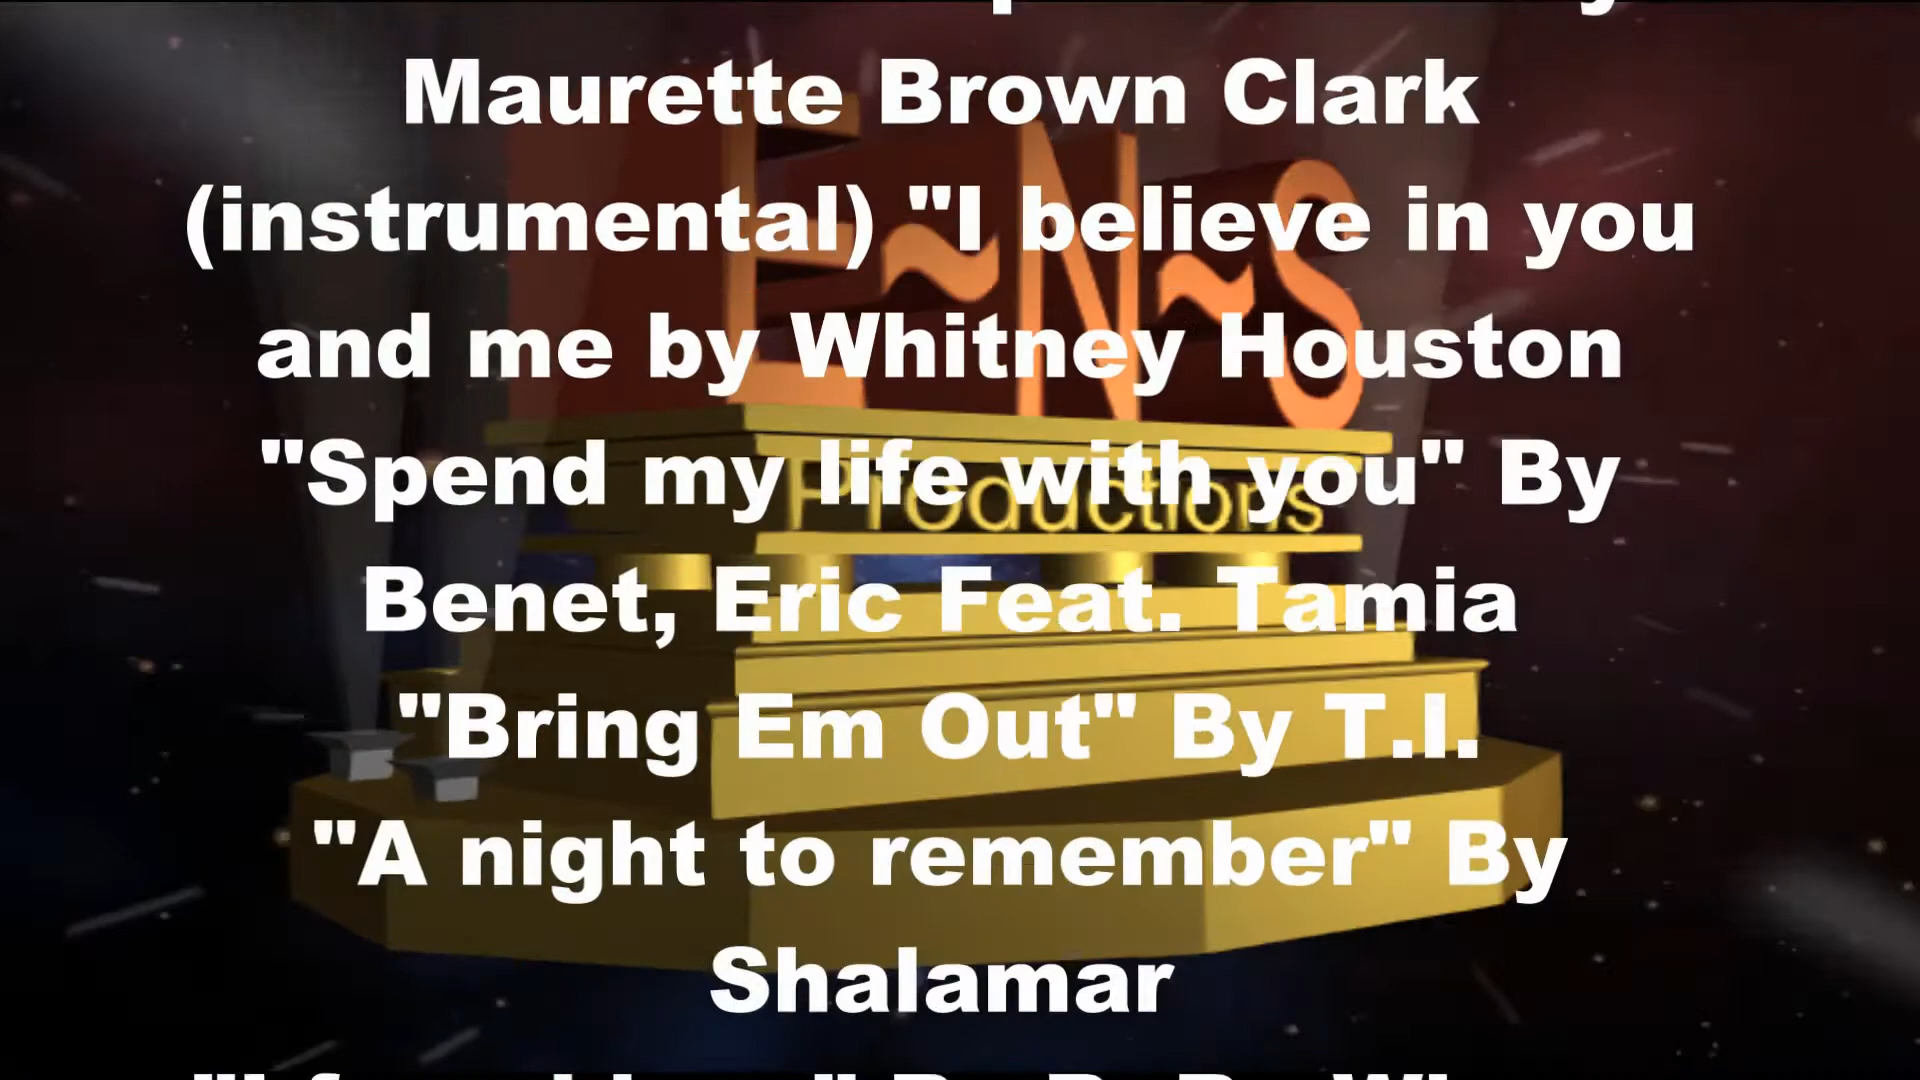 Maurette Brown Clark
(instrumental) "I believe in you
and me by Whitney Houston
"Spend my life with you" By
Benet, Eric Feat. Tamia
"Bring Em Out" By T.I.
"A night to remember" By
Shalamar
E~N~S
Productions